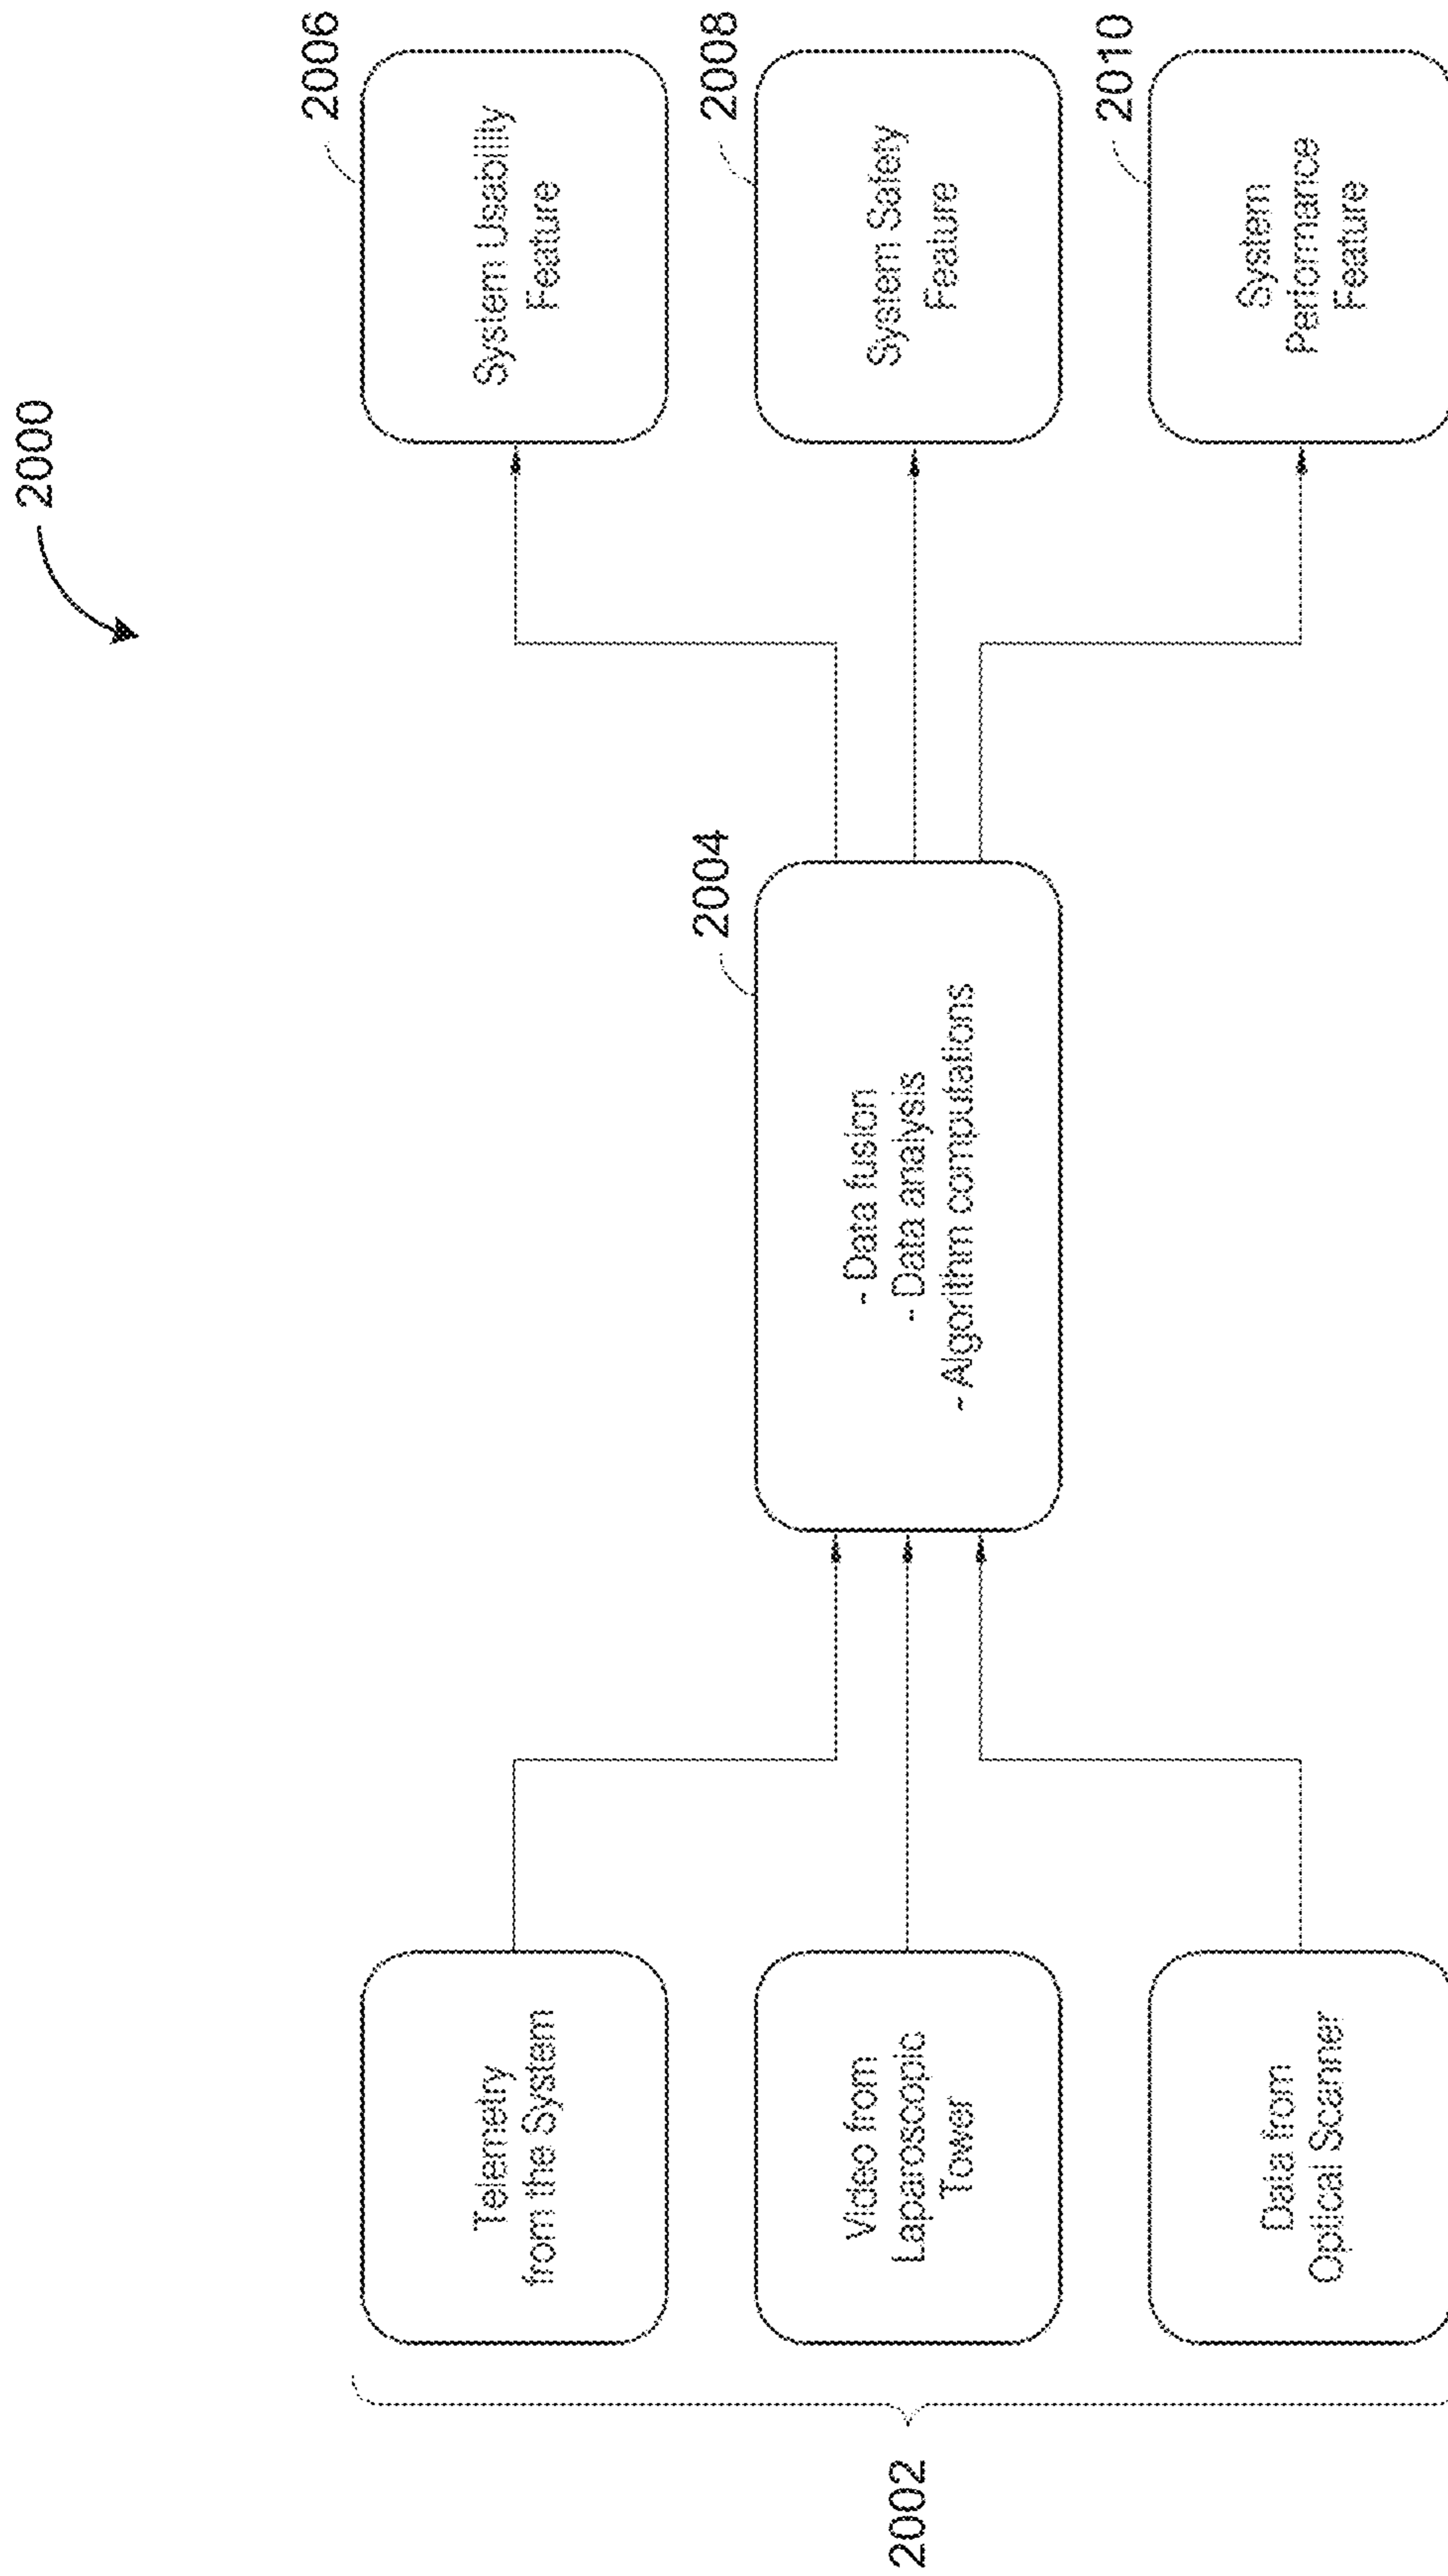 2000
2002
Telemetry
from the System
Video from
Laparoscopic
Tower
Data from
Optical Scanner
2004
- Data fusion
- Data analysis
- Algorithm computations
2006
System Usability
Feature
2008
System Safety
Feature
2010
System
Performance
Feature